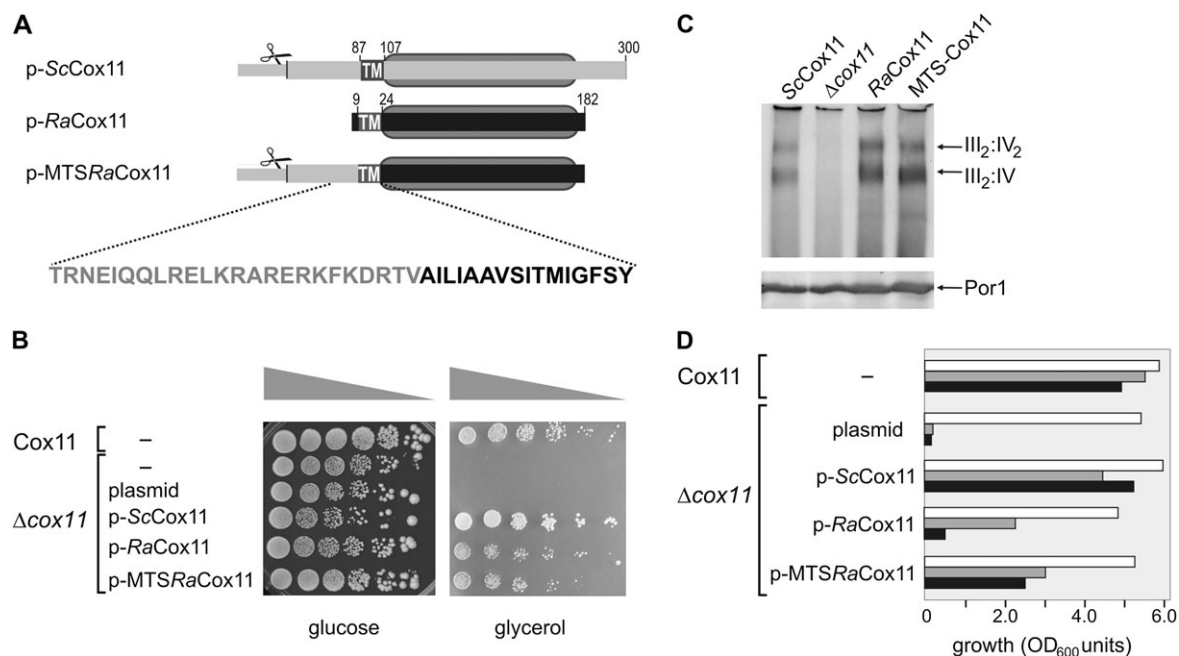 A
p-ScCox11
87
107
300
TM
p-RaCox11
9
24
182
TM
p-MTSRaCox11
TM
TRNEIQQLRELKRARERKFKDRTVAILIAAVSITMIGFSY
B
Cox11
–
Δcox11
–
plasmid
p-ScCox11
p-RaCox11
p-MTSRaCox11
glucose
glycerol
C
ScCox11
Δcox11
RaCox11
MTS-Cox11
III₂:IV₂
III₂:IV
Por1
D
Cox11
–
Δcox11
plasmid
p-ScCox11
p-RaCox11
p-MTSRaCox11
0 2.0 4.0 6.0
growth (OD₆₀₀ units)